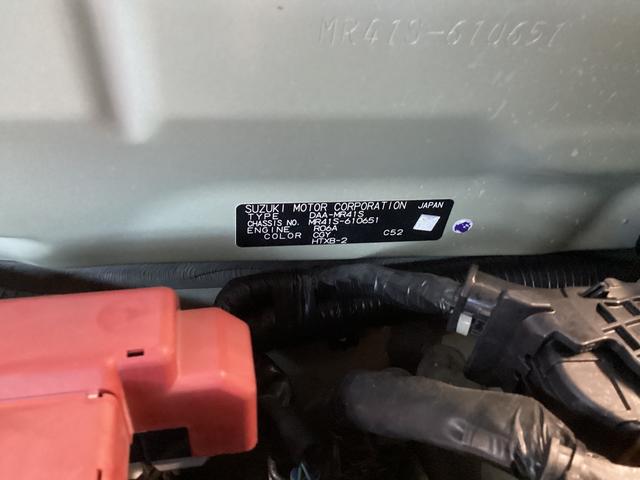 MR41S-610651
SUZUKI MOTOR CORPORATION JAPAN
TYPE DAA-MR41S
CHASSIS NO. MR41S-610651
ENGINE R06A
COLOR CGY C52
HTXB-2